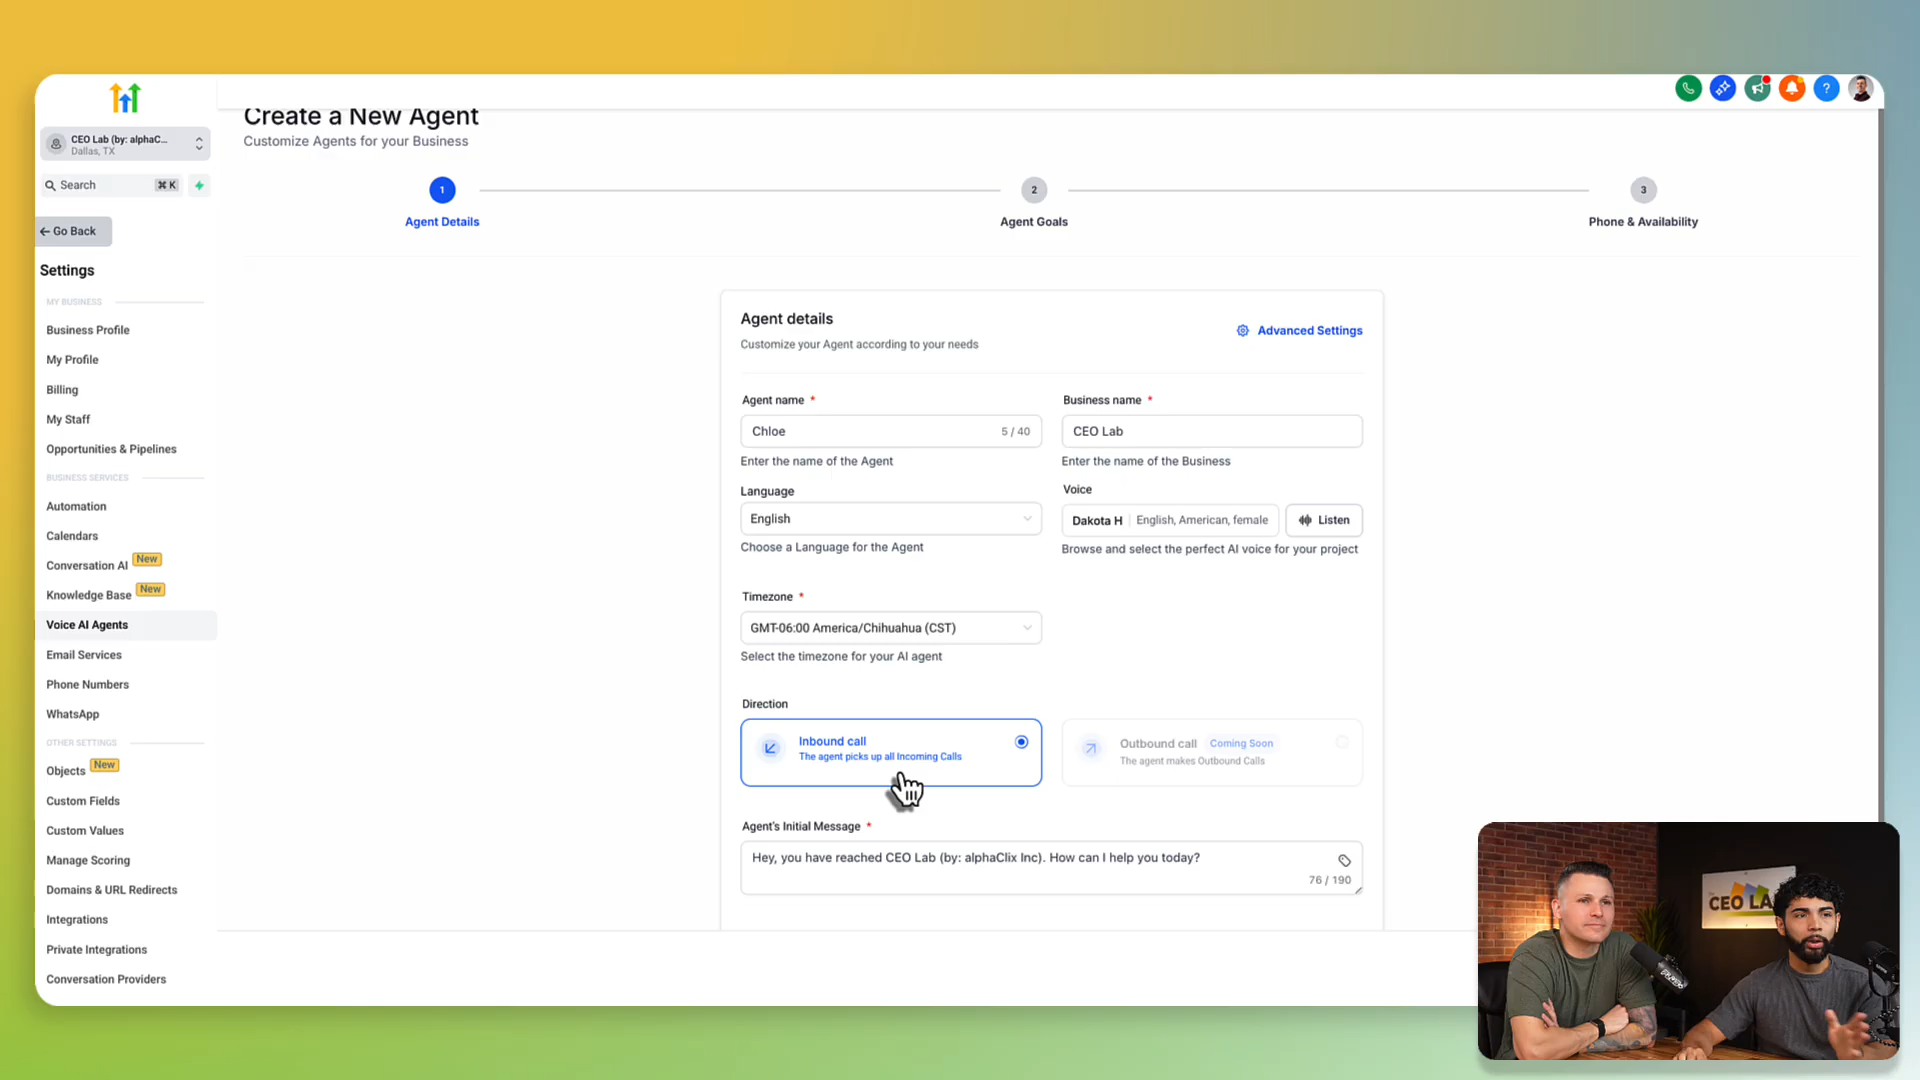 CEO Lab (by: alphaC...
Dallas, TX
Search
⌘ K
← Go Back
Settings
MY BUSINESS
Business Profile
My Profile
Billing
My Staff
Opportunities & Pipelines
BUSINESS SERVICES
Automation
Calendars
Conversation AI New
Knowledge Base New
Voice AI Agents
Email Services
Phone Numbers
WhatsApp
OTHER SETTINGS
Objects New
Custom Fields
Custom Values
Manage Scoring
Domains & URL Redirects
Integrations
Private Integrations
Conversation Providers
Create a New Agent
Customize Agents for your Business
1
Agent Details
2
Agent Goals
3
Phone & Availability
Agent details
Customize your Agent according to your needs
Advanced Settings
Agent name *
Chloe 5 / 40
Enter the name of the Agent
Business name *
CEO Lab
Enter the name of the Business
Language
English
Choose a Language for the Agent
Voice
Dakota H English, American, female
Listen
Browse and select the perfect AI voice for your project
Timezone *
GMT-06:00 America/Chihuahua (CST)
Select the timezone for your AI agent
Direction
Inbound call
The agent picks up all Incoming Calls
Outbound call Coming Soon
The agent makes Outbound Calls
Agent's Initial Message *
Hey, you have reached CEO Lab (by: alphaClix Inc). How can I help you today?
76 / 190
?
CEO LA